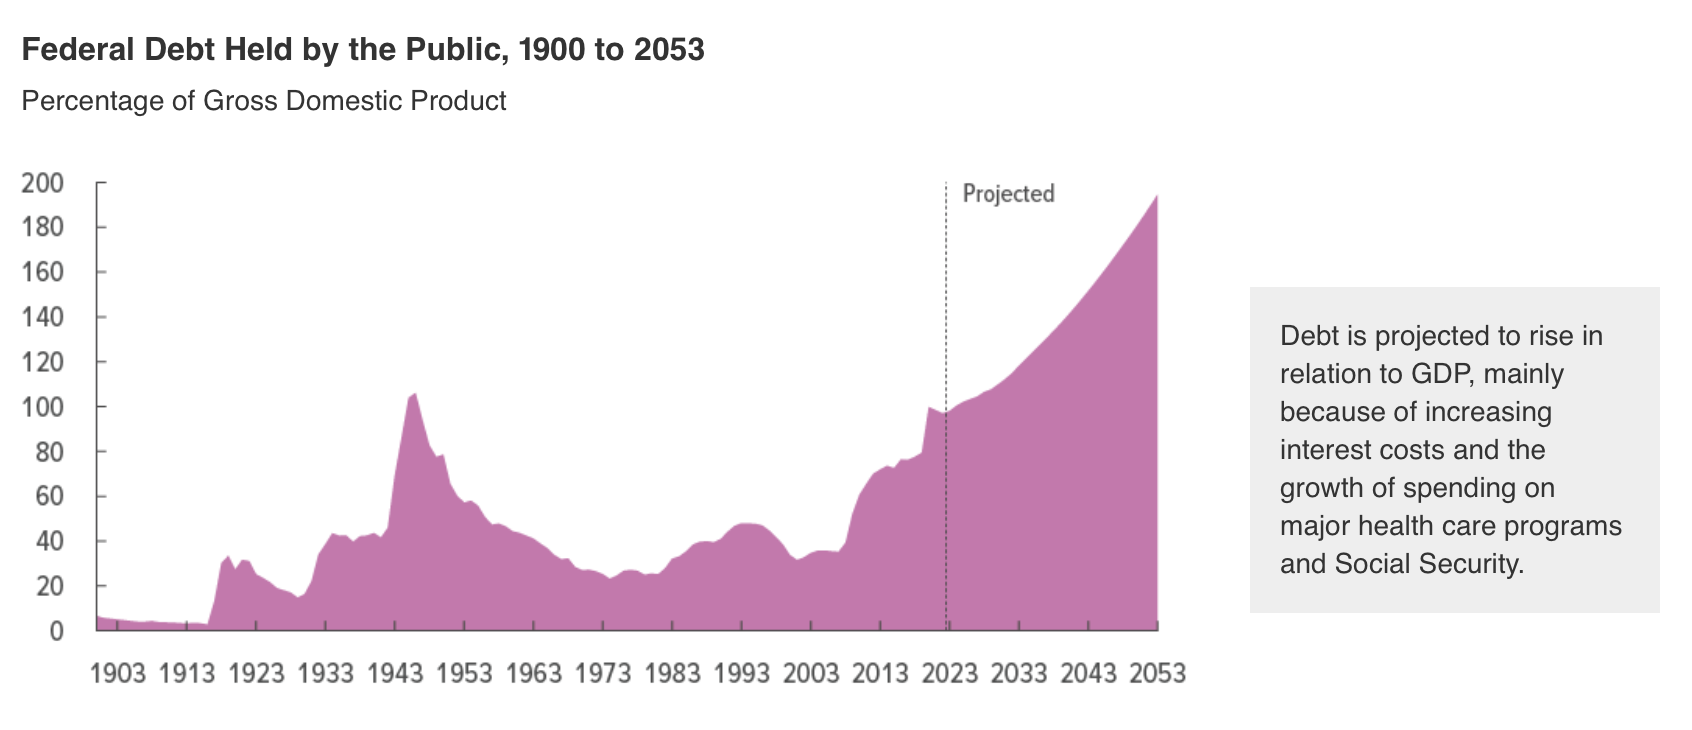 Federal Debt Held by the Public, 1900 to 2053
Percentage of Gross Domestic Product
200
180
160
140
120
100
80
60
40
20
0
Projected
1903 1913 1923 1933 1943 1953 1963 1973 1983 1993 2003 2013 2023 2033 2043 2053
Debt is projected to rise in
relation to GDP, mainly
because of increasing
interest costs and the
growth of spending on
major health care programs
and Social Security.